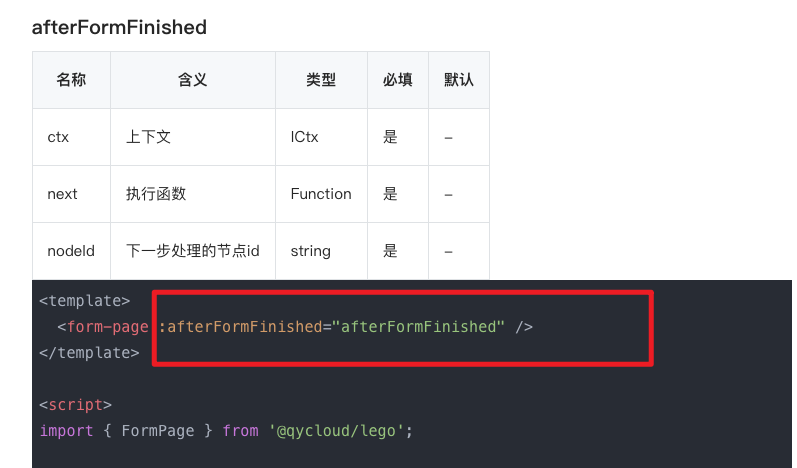 afterFormFinished
名称 含义 类型 必填 默认
ctx 上下文 ICtx 是 –
next 执行函数 Function 是 –
nodeId 下一步处理的节点id string 是 –
<template>
  <form-page :afterFormFinished="afterFormFinished" />
</template>

<script>
import { FormPage } from '@qycloud/lego';